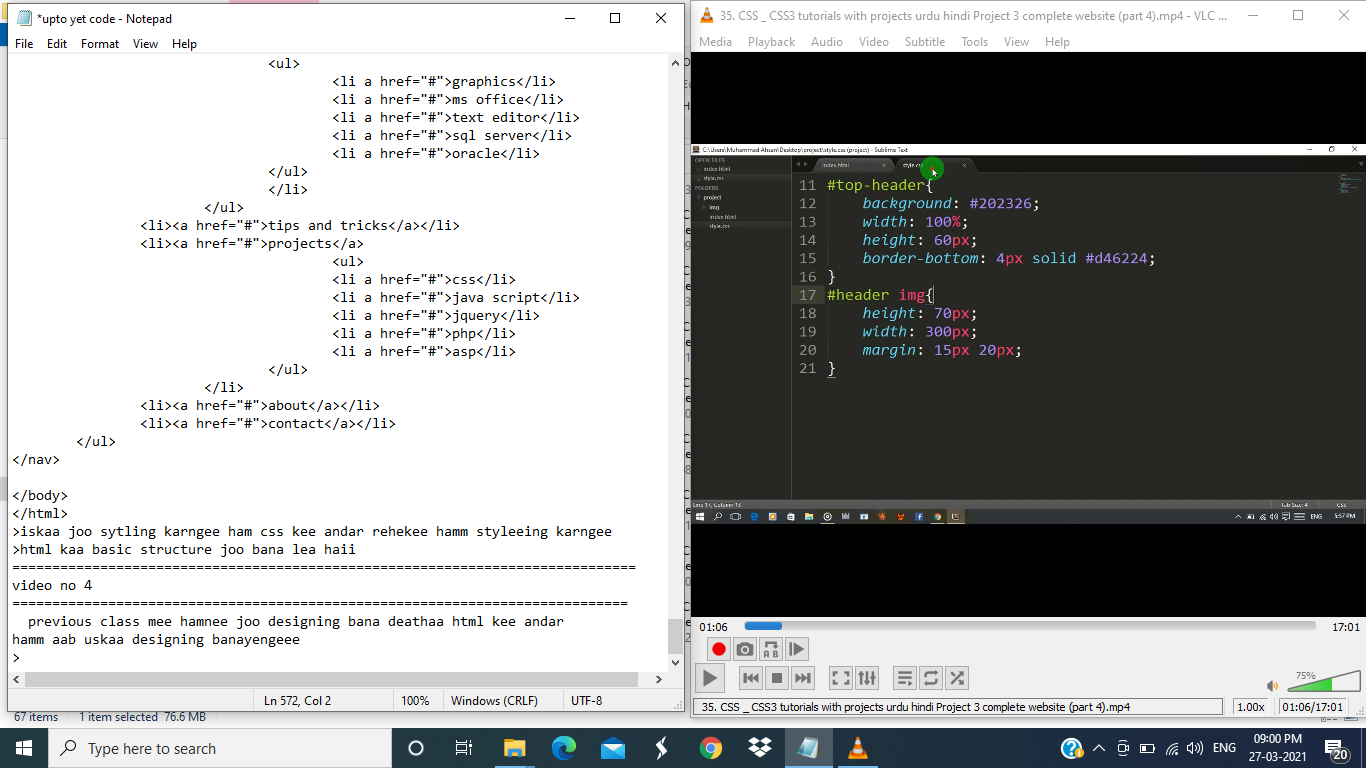 *upto yet code - Notepad
File Edit Format View Help
<ul>
<li a href="#">graphics</li>
<li a href="#">ms office</li>
<li a href="#">text editor</li>
<li a href="#">sql server</li>
<li a href="#">oracle</li>
</ul>
</li>
</ul>
<li><a href="#">tips and tricks</a></li>
<li><a href="#">projects</a>
<ul>
<li a href="#">css</li>
<li a href="#">java script</li>
<li a href="#">jquery</li>
<li a href="#">php</li>
<li a href="#">asp</li>
</ul>
</li>
<li><a href="#">about</a></li>
<li><a href="#">contact</a></li>
</ul>
</nav>
</body>
</html>
>iskaa joo sytling karngee ham css kee andar rehekee hamm styleeing karngee
>html kaa basic structure joo bana lea haii
==============================================================================
video no 4
=============================================================================
previous class mee hamnee joo designing bana deathaa html kee andar
hamm aab uskaa designing banayengeee
>
Ln 572, Col 2 100% Windows (CRLF) UTF-8
67 items 1 item selected 76.6 MB
35. CSS _ CSS3 tutorials with projects urdu hindi Project 3 complete website (part 4).mp4 - VLC ...
Media Playback Audio Video Subtitle Tools View Help
C:\Users\Muhammad Ahsan\Desktop\project\style.css (project) - Sublime Text
OPEN FILES
index.html
style.css
FOLDERS
project
img
index.html
style.css
index.html
11 #top-header{
12 background: #202326;
13 width: 100%;
14 height: 60px;
15 border-bottom: 4px solid #d46224;
16 }
17 #header img{
18 height: 70px;
19 width: 300px;
20 margin: 15px 20px;
21 }
Line 17, Column 13 Tab Size: 4 CSS
ENG 5:57 PM
01:06 17:01
75%
35. CSS _ CSS3 tutorials with projects urdu hindi Project 3 complete website (part 4).mp4 1.00x 01:06/17:01
Type here to search
ENG
09:00 PM
27-03-2021
20